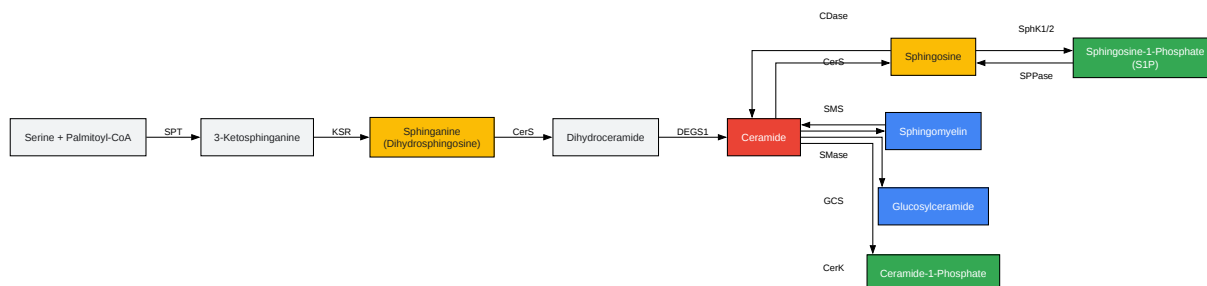 CDase
SphK1/2
Sphingosine
Sphingosine-1-Phosphate
(S1P)
CerS
SPPase
SMS
Serine + Palmitoyl-CoA
SPT
3-Ketosphinganine
KSR
Sphinganine
(Dihydrosphingosine)
CerS
Dihydroceramide
DEGS1
Ceramide
Sphingomyelin
SMase
GCS
Glucosylceramide
CerK
Ceramide-1-Phosphate